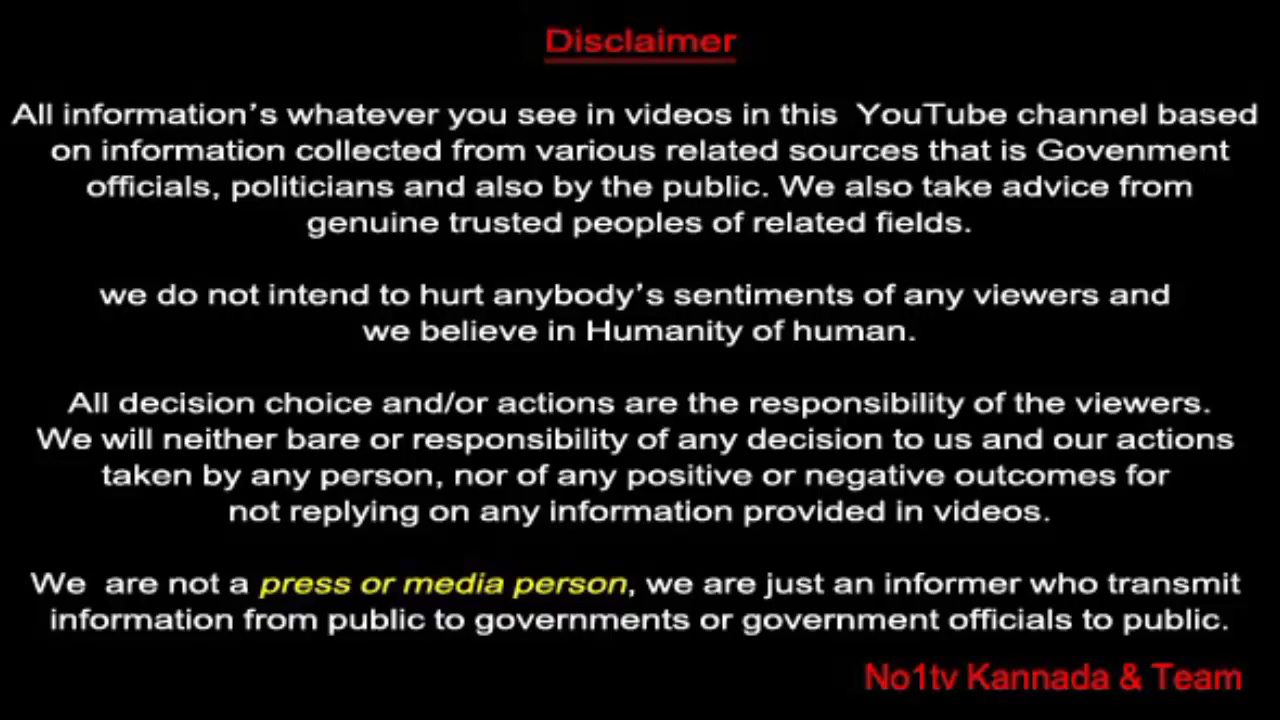 Disclaimer
All information's whatever you see in videos in this YouTube channel based
on information collected from various related sources that is Govenment
officials, politicians and also by the public. We also take advice from
genuine trusted peoples of related fields.
we do not intend to hurt anybody's sentiments of any viewers and
we believe in Humanity of human.
All decision choice and/or actions are the responsibility of the viewers.
We will neither bare or responsibility of any decision to us and our actions
taken by any person, nor of any positive or negative outcomes for
not replying on any information provided in videos.
We are not a press or media person, we are just an informer who transmit
information from public to governments or government officials to public.
No1tv Kannada & Team